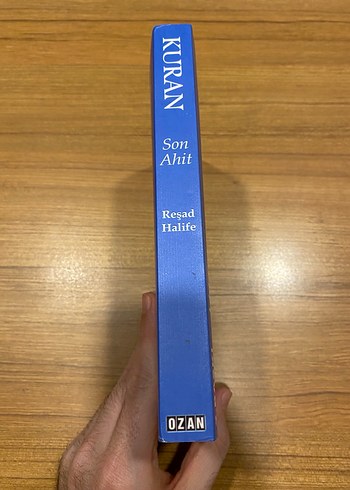 KURAN
Son
Ahit
Reşad
Halife
OZAN